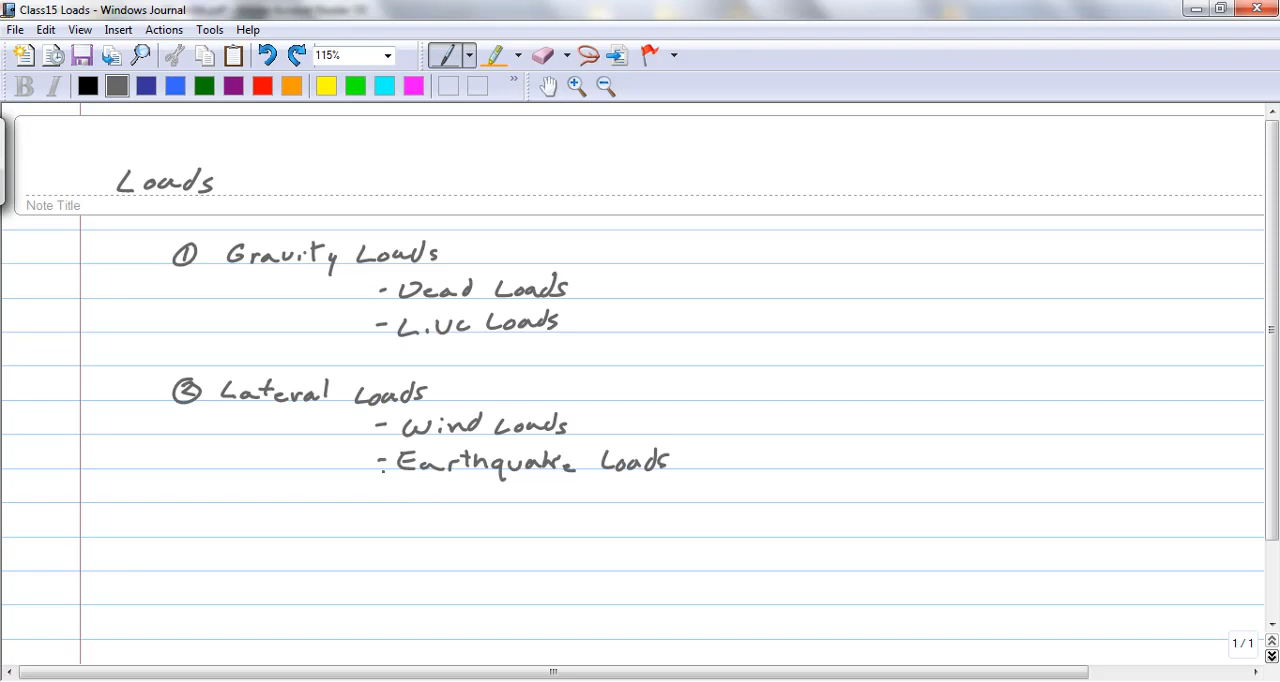 Class15 Loads - Windows Journal
File Edit View Insert Actions Tools Help
115%
B I
Loads
Note Title
① Gravity Loads
- Dead Loads
- Live Loads
② Lateral Loads
- Wind Loads
- Earthquake Loads
1 / 1